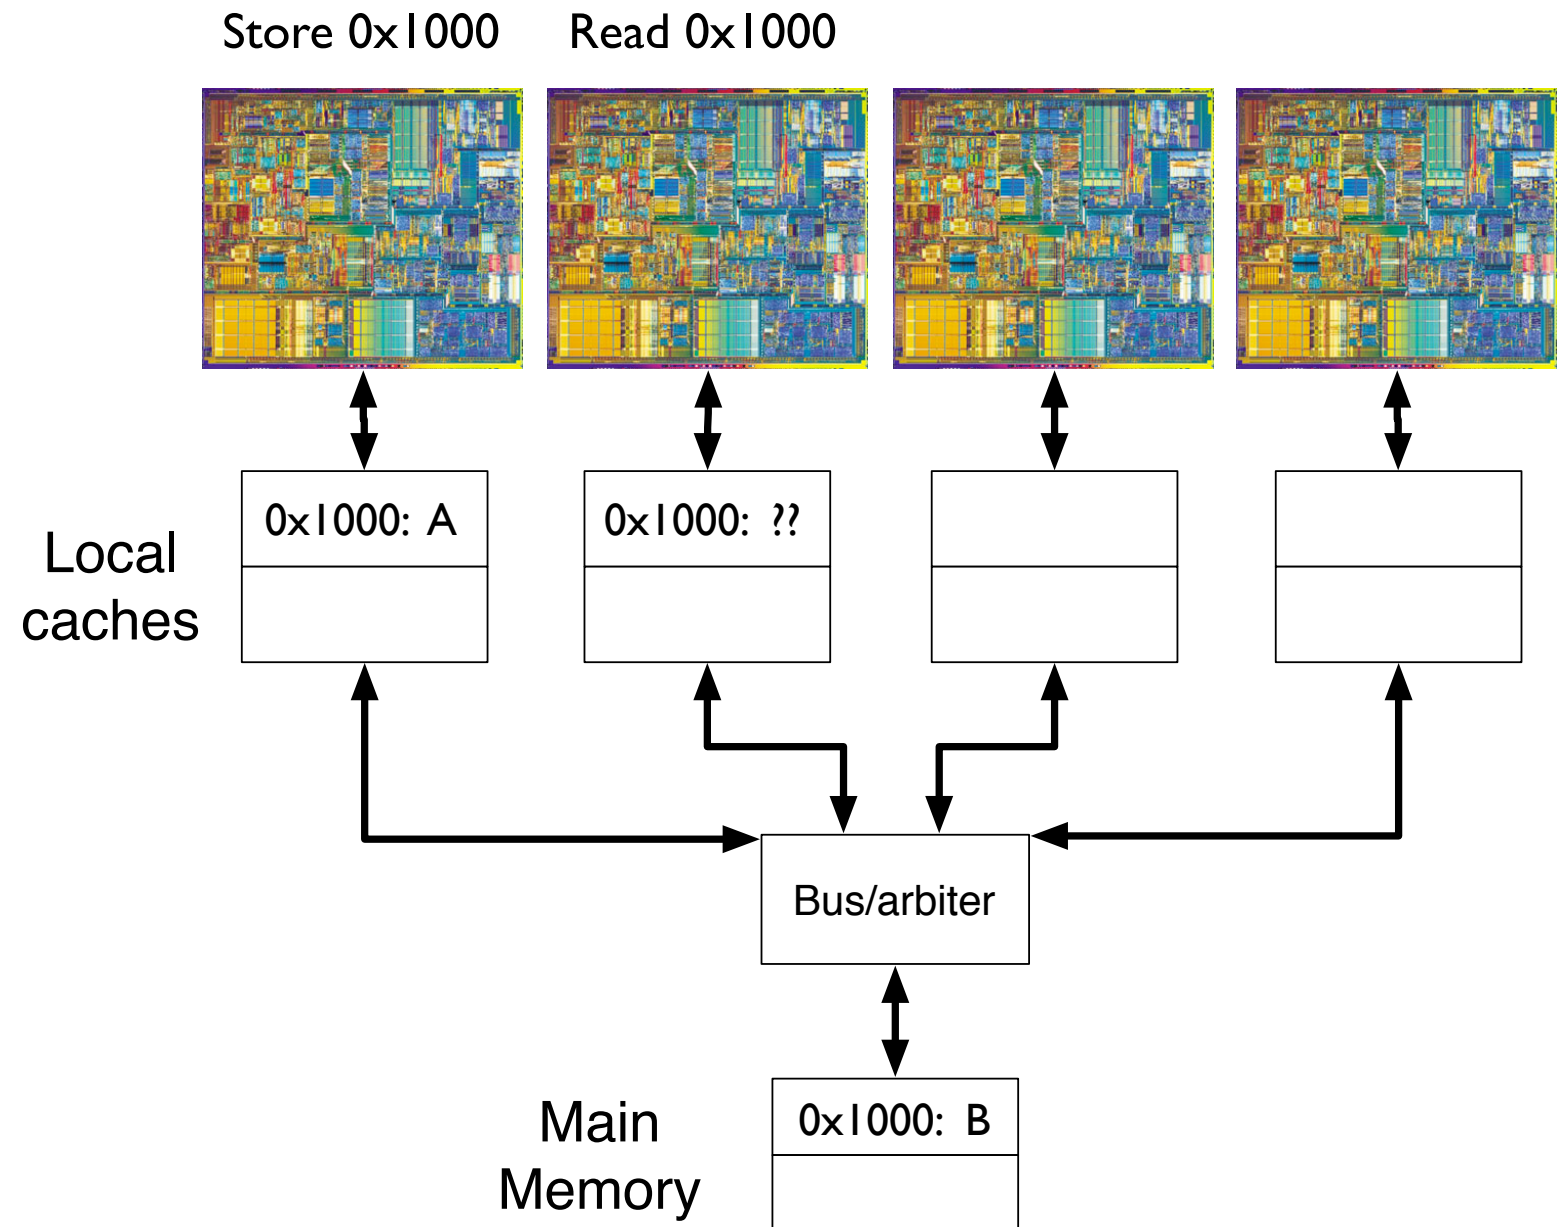 Store 0x1000
Read 0x1000
Local
caches
0x1000: A
0x1000: ??
Bus/arbiter
Main
Memory
0x1000: B